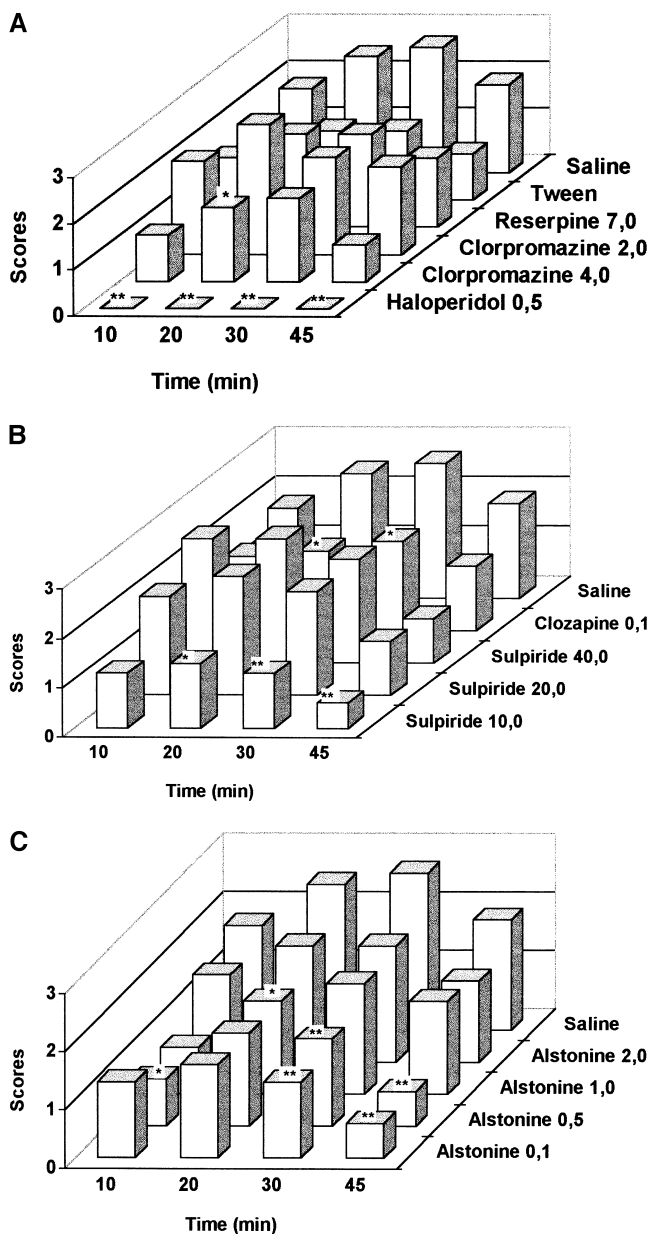 A
3
2
1
0
Scores
*
** ** ** **
10 20 30 45
Time (min)
Saline
Tween
Reserpine 7,0
Clorpromazine 2,0
Clorpromazine 4,0
Haloperidol 0,5
B
3
2
1
0
Scores
* *
* ** **
10 20 30 45
Time (min)
Saline
Clozapine 0,1
Sulpiride 40,0
Sulpiride 20,0
Sulpiride 10,0
C
3
2
1
0
Scores
*
**
* ** **
**
10 20 30 45
Time (min)
Saline
Alstonine 2,0
Alstonine 1,0
Alstonine 0,5
Alstonine 0,1